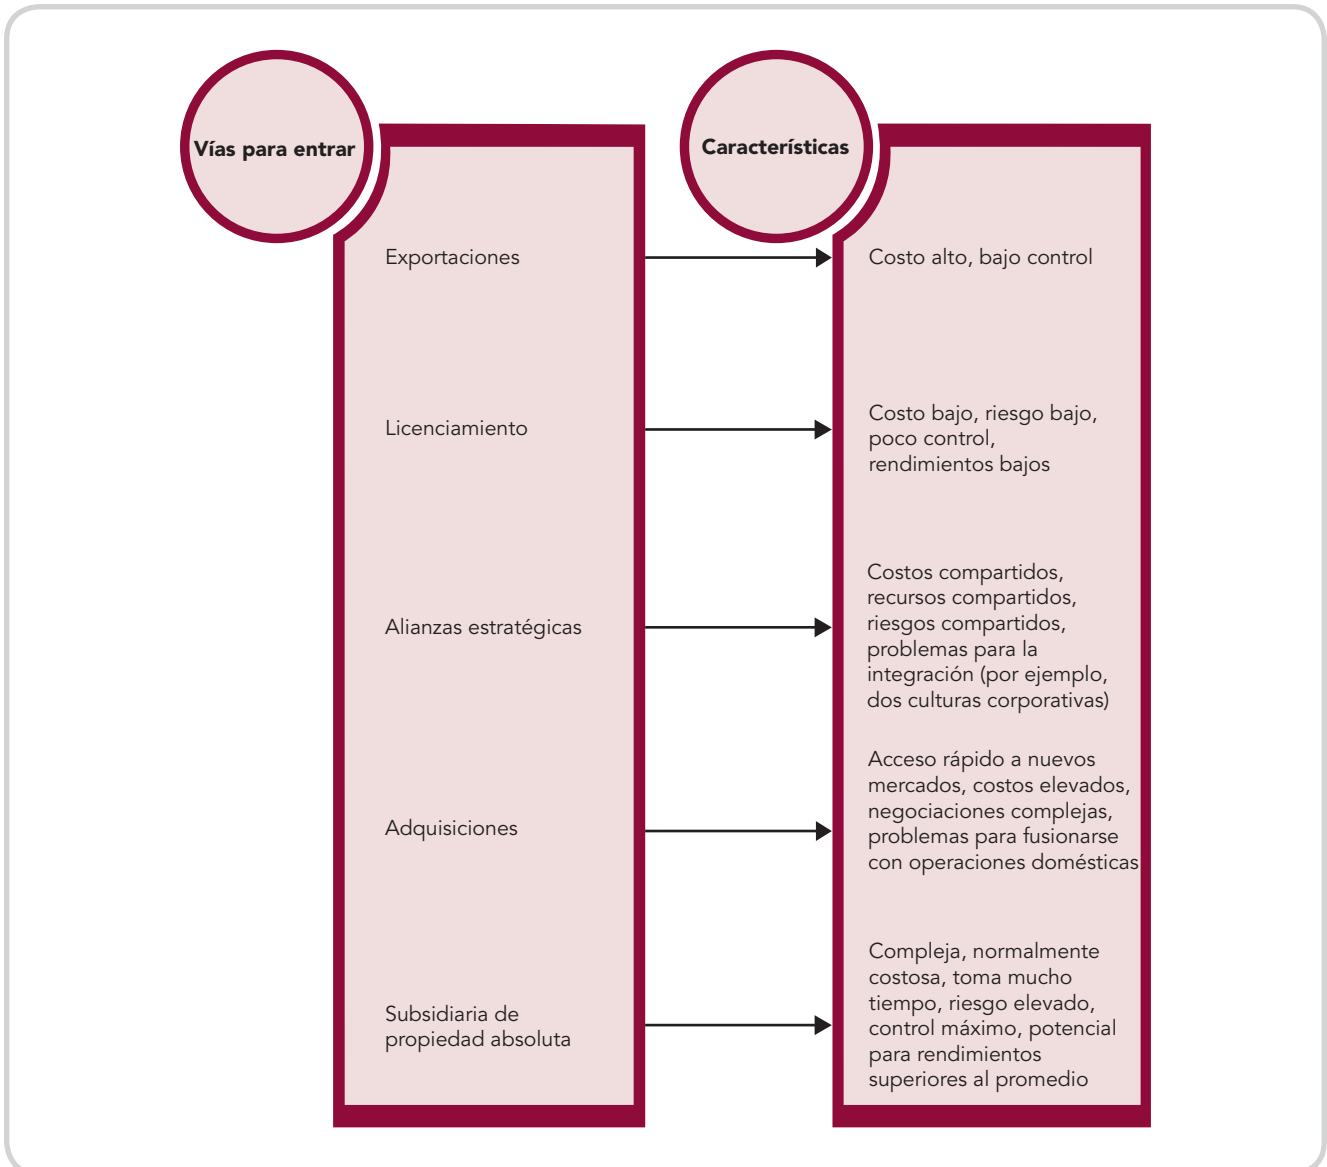 Vías para entrar
Características
Exportaciones
Costo alto, bajo control
Licenciamiento
Costo bajo, riesgo bajo,
poco control,
rendimientos bajos
Alianzas estratégicas
Costos compartidos,
recursos compartidos,
riesgos compartidos,
problemas para la
integración (por ejemplo,
dos culturas corporativas)
Adquisiciones
Acceso rápido a nuevos
mercados, costos elevados,
negociaciones complejas,
problemas para fusionarse
con operaciones domésticas
Subsidiaria de
propiedad absoluta
Compleja, normalmente
costosa, toma mucho
tiempo, riesgo elevado,
control máximo, potencial
para rendimientos
superiores al promedio